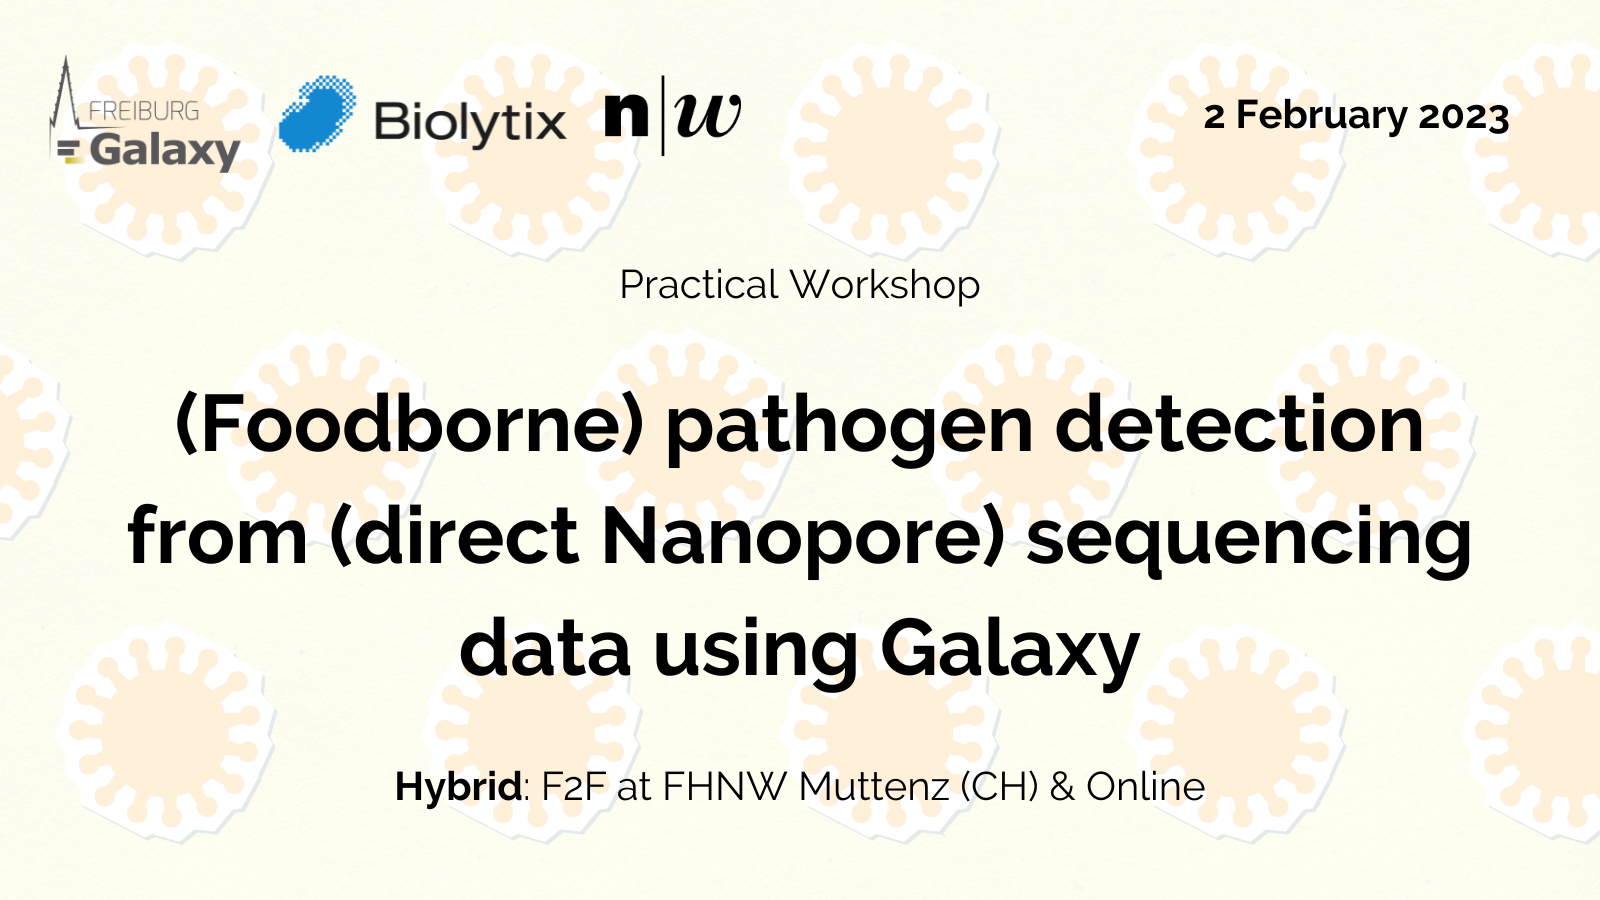 FREIBURG
Galaxy
Biolytix
n|w
2 February 2023
Practical Workshop
(Foodborne) pathogen detection
from (direct Nanopore) sequencing
data using Galaxy
Hybrid: F2F at FHNW Muttenz (CH) & Online